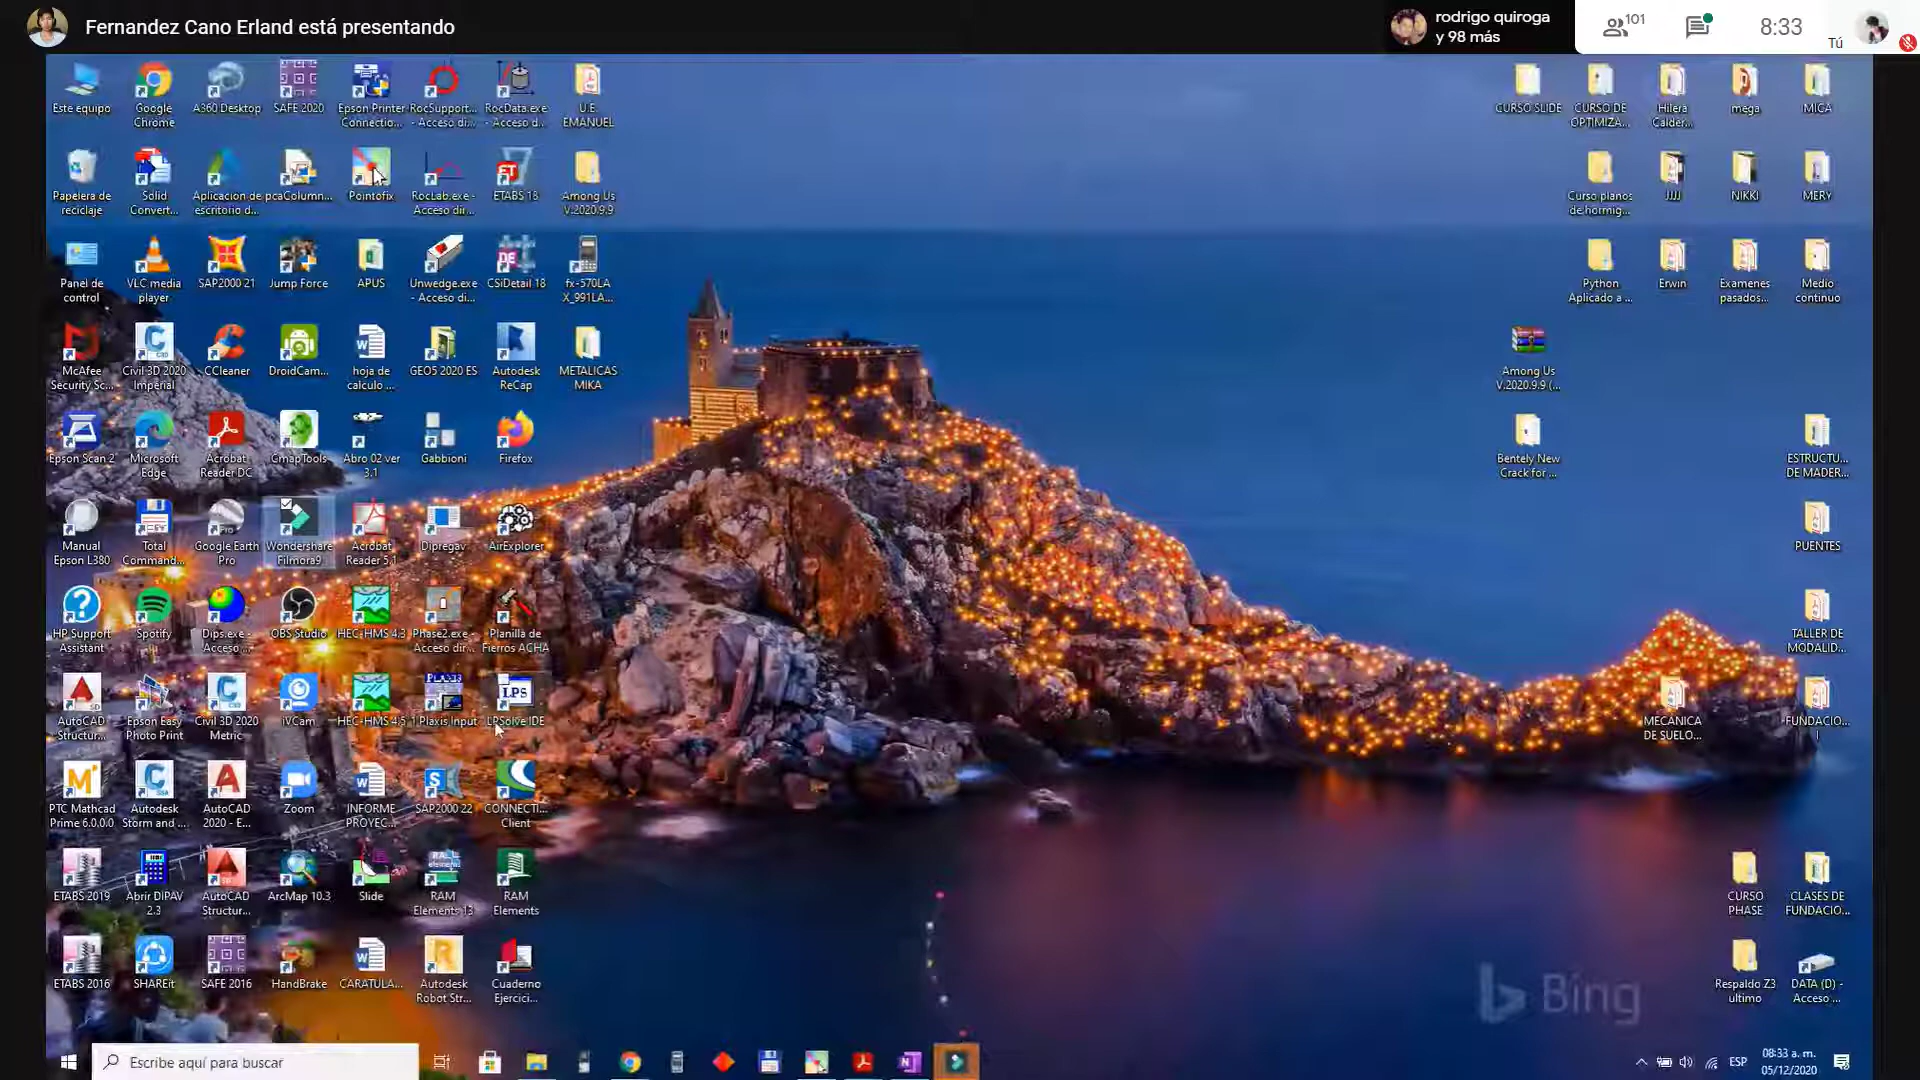 Fernandez Cano Erland está presentando
rodrigo quiroga
y 98 más
101
8:33
Tú
Este equipo
Google
Chrome
A360 Desktop
SAFE 2020
Epson Printer
Connectio...
RocSupport...
- Acceso di...
RocData.exe
- Acceso d...
U.E.
EMANUEL
CURSO SLIDE
CURSO DE
OPTIMIZA...
Hilera
Calder...
mega
MICA
Papelera de
reciclaje
Solid
Convert...
Aplicacion de
escritorio d...
pcaColumn...
Pointofix
RocLab.exe -
Acceso dir...
ETABS 18
Among Us
V.2020.9.9
Curso planos
de hormig...
JJJJ
NIKKI
MERY
Panel de
control
VLC media
player
SAP2000 21
Jump Force
APUS
Unwedge.exe
- Acceso di...
CSiDetail 18
fx-570LA
X_991LA...
Python
Aplicado a ...
Erwin
Examenes
pasados...
Medio
continuo
McAfee
Security Sc...
Civil 3D 2020
Imperial
CCleaner
DroidCam...
hoja de
calculo ...
GEO5 2020 ES
Autodesk
ReCap
METALICAS
MIKA
Among Us
V.2020.9.9 (...
Epson Scan 2
Microsoft
Edge
Acrobat
Reader DC
CmapTools
Abro 02 ver
3.1
Gabbioni
Firefox
Bentely New
Crack for ...
ESTRUCTU...
DE MADER...
Manual
Epson L380
Total
Command...
Google Earth
Pro
Wondershare
Filmora9
Acrobat
Reader 5.1
Dipregav
AirExplorer
PUENTES
HP Support
Assistant
Spotify
Dips.exe -
Acceso ...
OBS Studio
HEC-HMS 4.3
Phase2.exe -
Acceso dir...
Planilla de
Fierros ACHA
TALLER DE
MODALID...
AutoCAD
Structur...
Epson Easy
Photo Print
Civil 3D 2020
Metric
iVCam
HEC-HMS 4.5
PLAXIS
Plaxis Input
LPS
LPSolve IDE
MECANICA
DE SUELO...
FUNDACIO...
I
PTC Mathcad
Prime 6.0.0.0
Autodesk
Storm and ...
AutoCAD
2020 - E...
Zoom
INFORME
PROYEC...
SAP2000 22
CONNECTI...
Client
ETABS 2019
Abrir DIPAV
2.3
AutoCAD
Structur...
ArcMap 10.3
Slide
RAM
Elements 13
RAM
Elements
CURSO
PHASE
CLASES DE
FUNDACIO...
ETABS 2016
SHAREit
SAFE 2016
HandBrake
CARATULA...
Autodesk
Robot Str...
Cuaderno
Ejercici...
Bing
Respaldo Z3
ultimo
DATA (D) -
Acceso ...
Escribe aquí para buscar
ESP
08:33 a. m.
05/12/2020